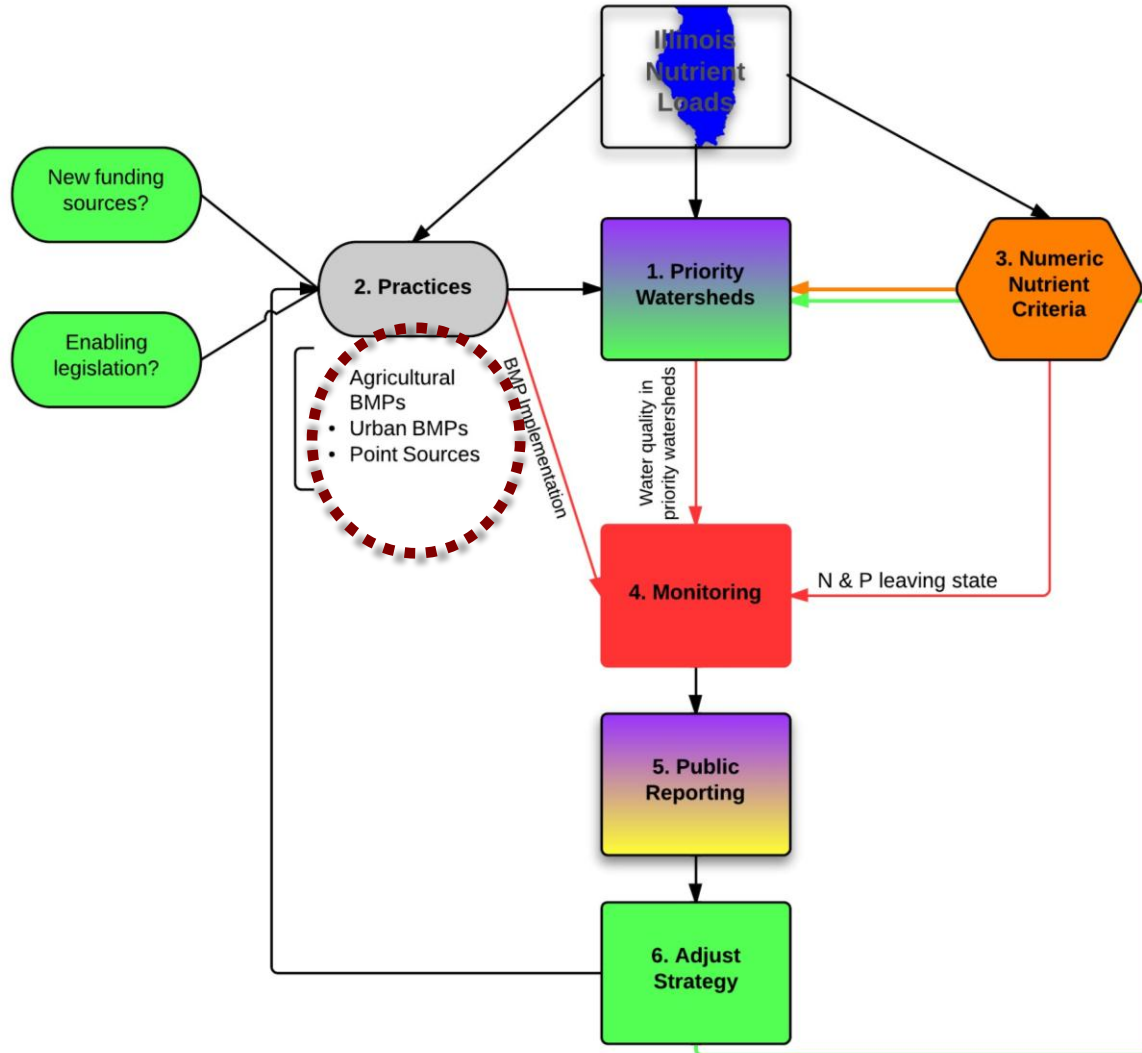 Illinois
Nutrient
Loads
New funding
sources?
Enabling
legislation?
2. Practices
1. Priority
Watersheds
3. Numeric
Nutrient
Criteria
Agricultural
BMPs
• Urban BMPs
• Point Sources
BMP Implementation
Water quality in
priority watersheds
4. Monitoring
N & P leaving state
5. Public
Reporting
6. Adjust
Strategy